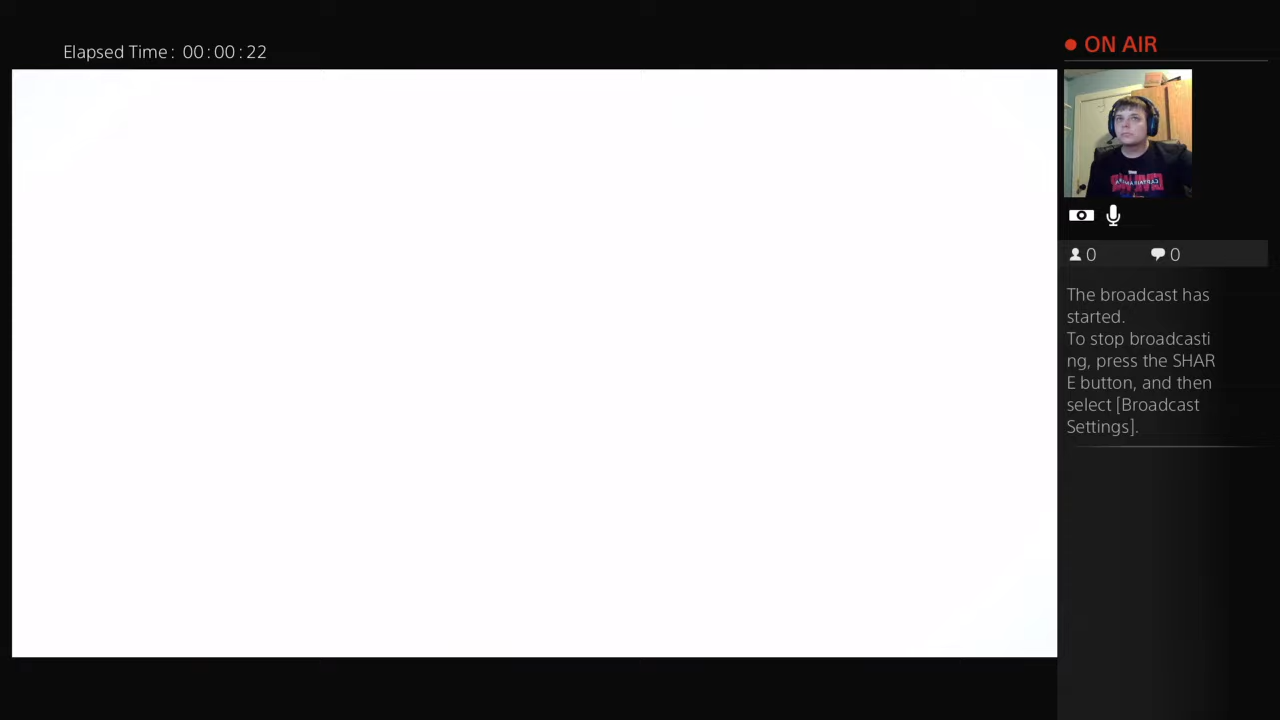 Elapsed Time: 00:00:22
ON AIR
0
0
The broadcast has
started.
To stop broadcasti
ng, press the SHAR
E button, and then
select [Broadcast
Settings].